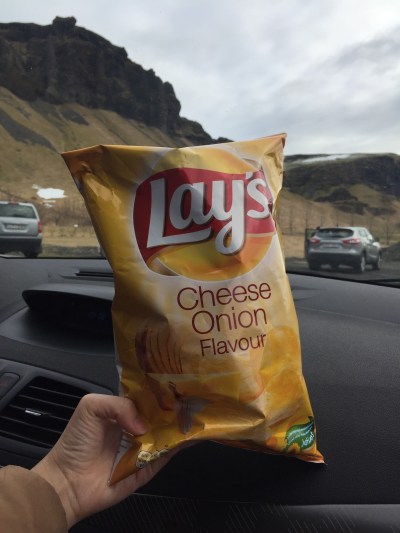 Lay's
Cheese
Onion
Flavour